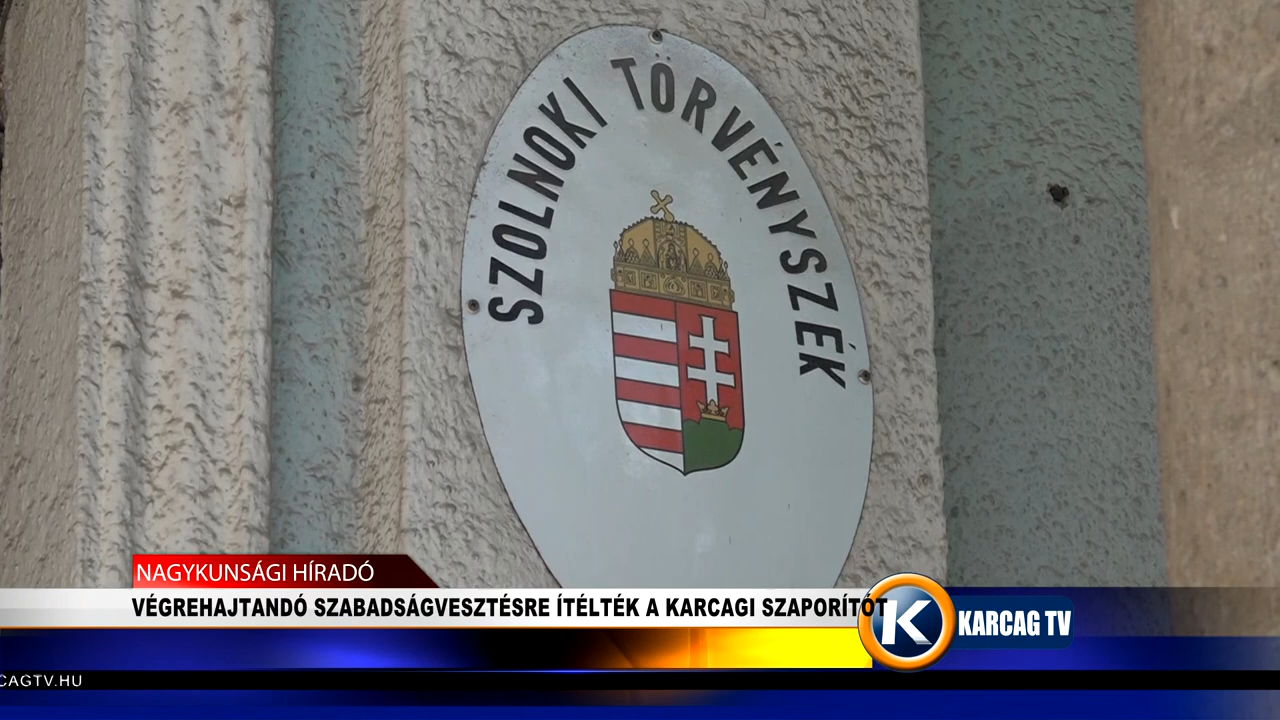 SZOLNOKI TÖRVÉNYSZÉK
NAGYKUNSÁGI HÍRADÓ
VÉGREHAJTANDÓ SZABADSÁGVESZTÉSRE ÍTÉLTÉK A KARCAGI SZAPORÍTÓT
K KARCAG TV
CAGTV.HU